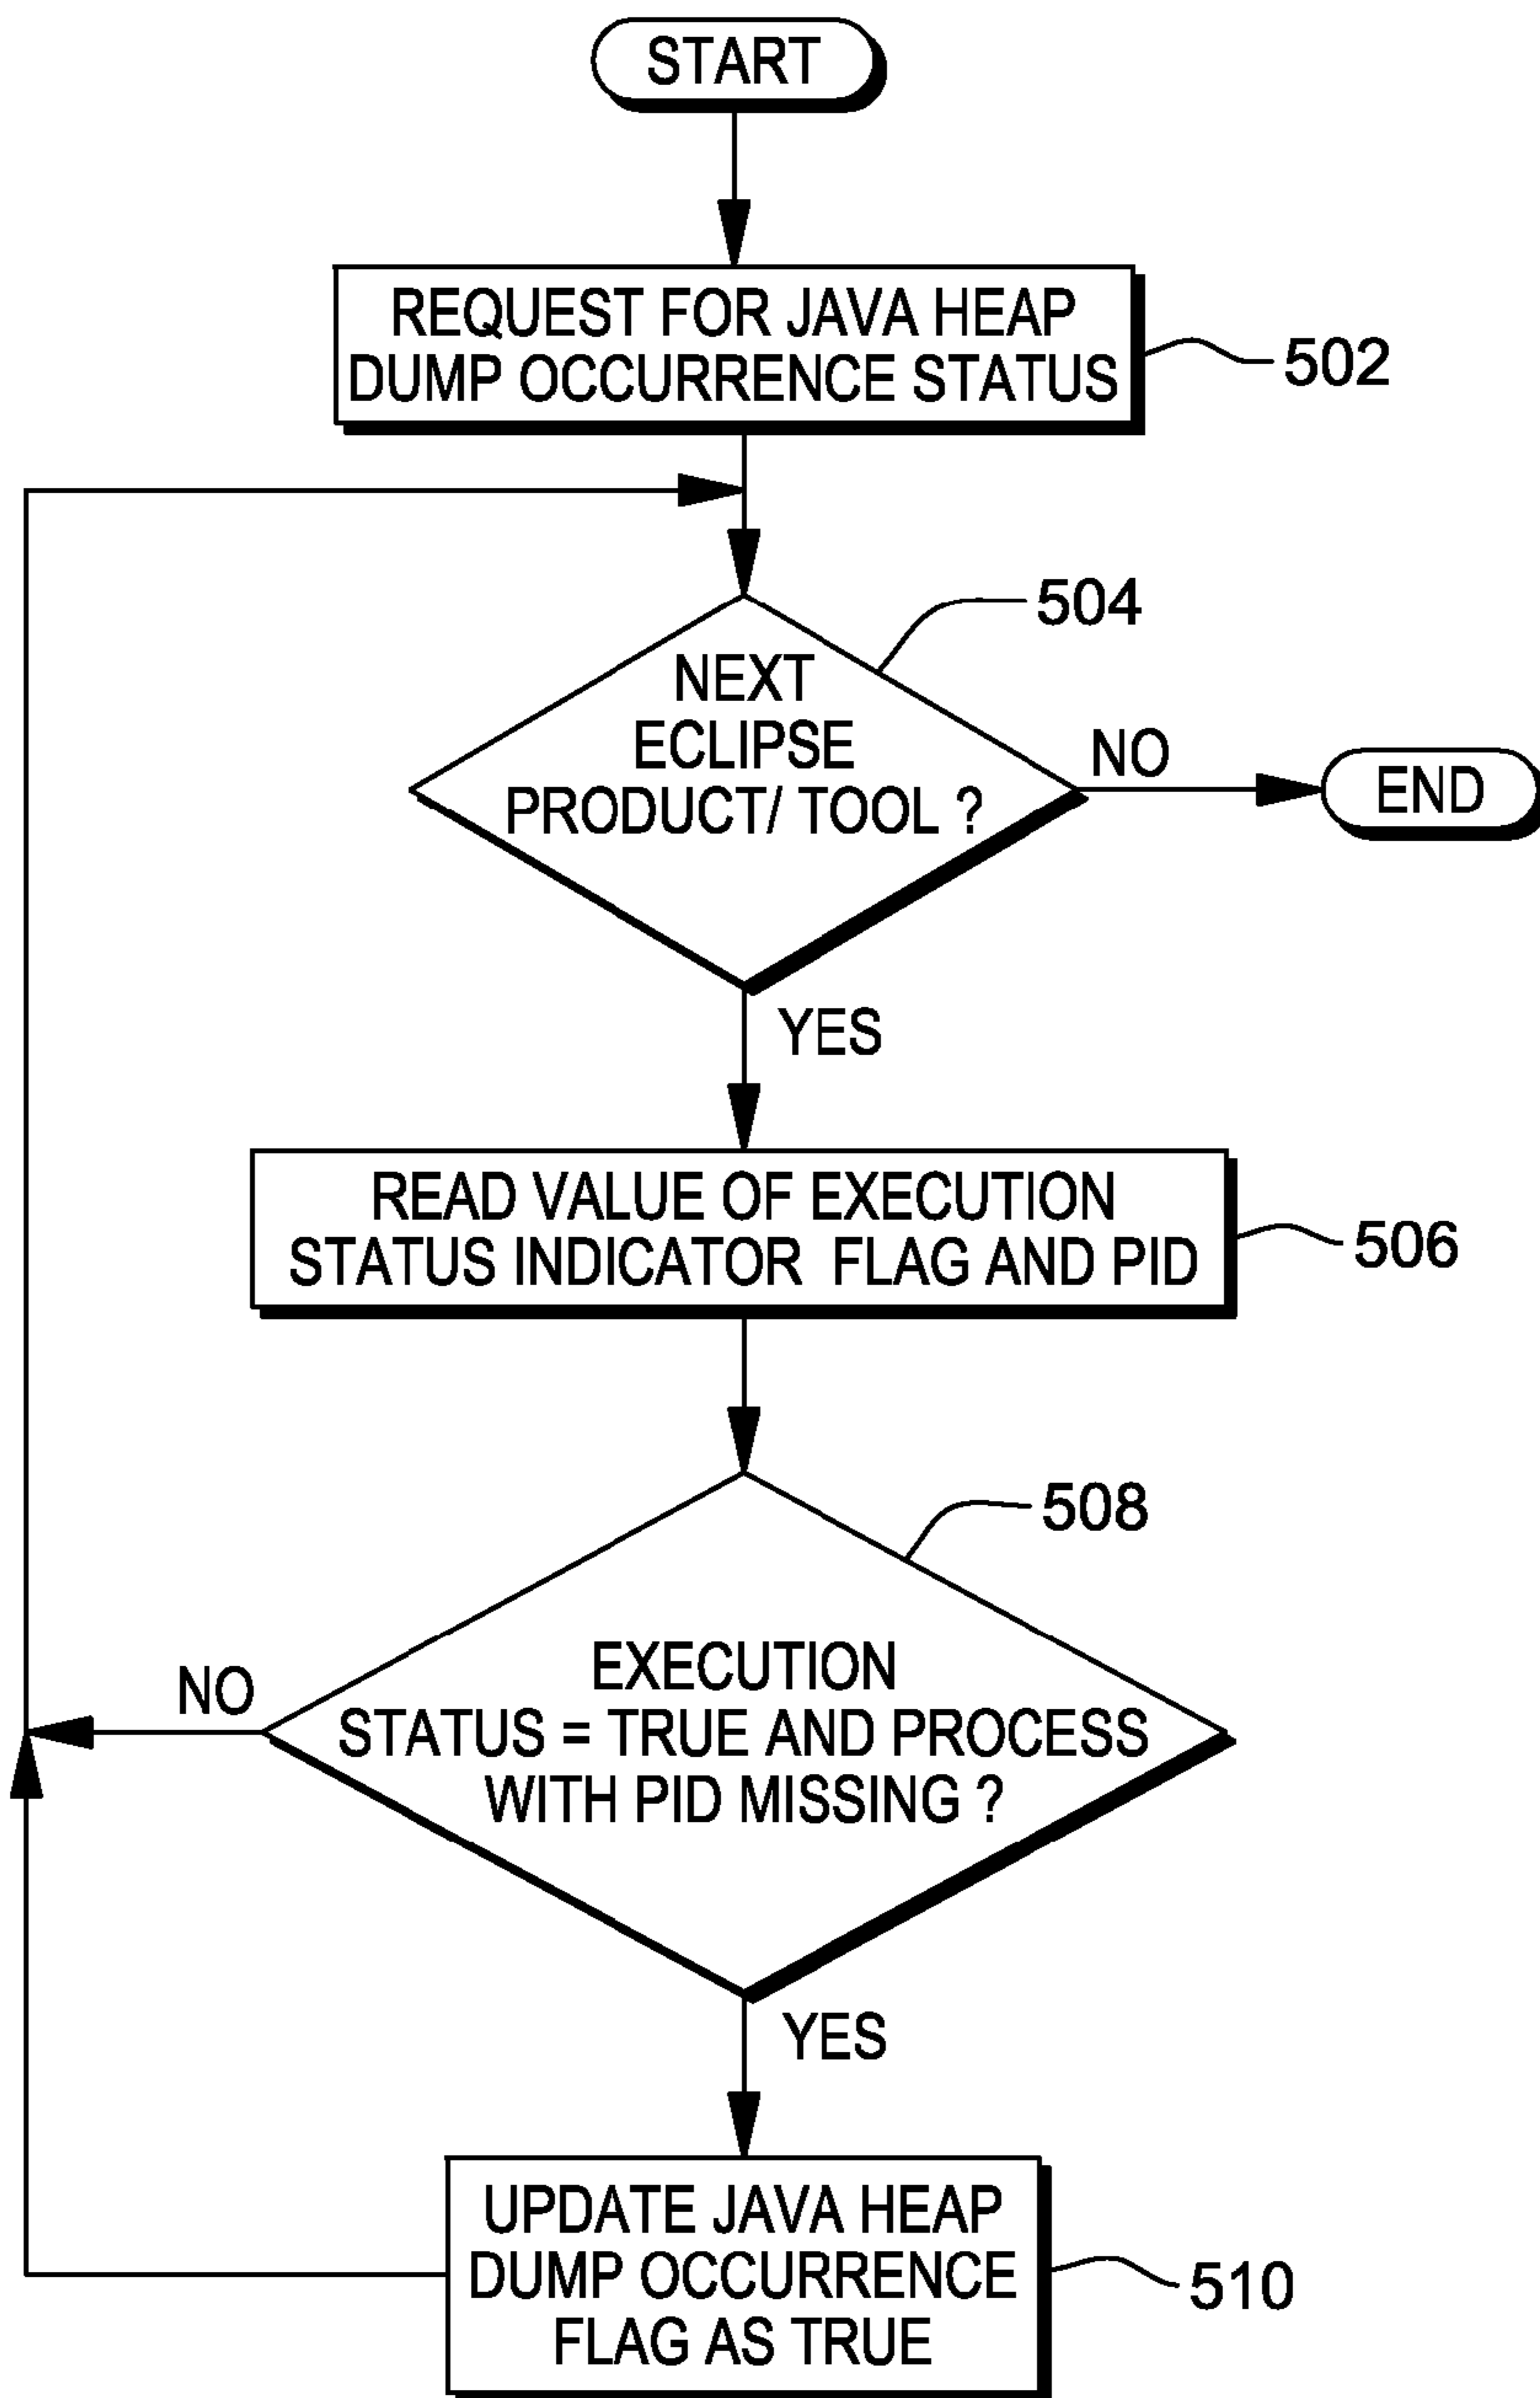 START
REQUEST FOR JAVA HEAP
DUMP OCCURRENCE STATUS
502
504
NEXT
ECLIPSE
PRODUCT/ TOOL ?
NO
END
YES
READ VALUE OF EXECUTION
STATUS INDICATOR FLAG AND PID
506
508
EXECUTION
STATUS = TRUE AND PROCESS
WITH PID MISSING ?
NO
YES
UPDATE JAVA HEAP
DUMP OCCURRENCE
FLAG AS TRUE
510